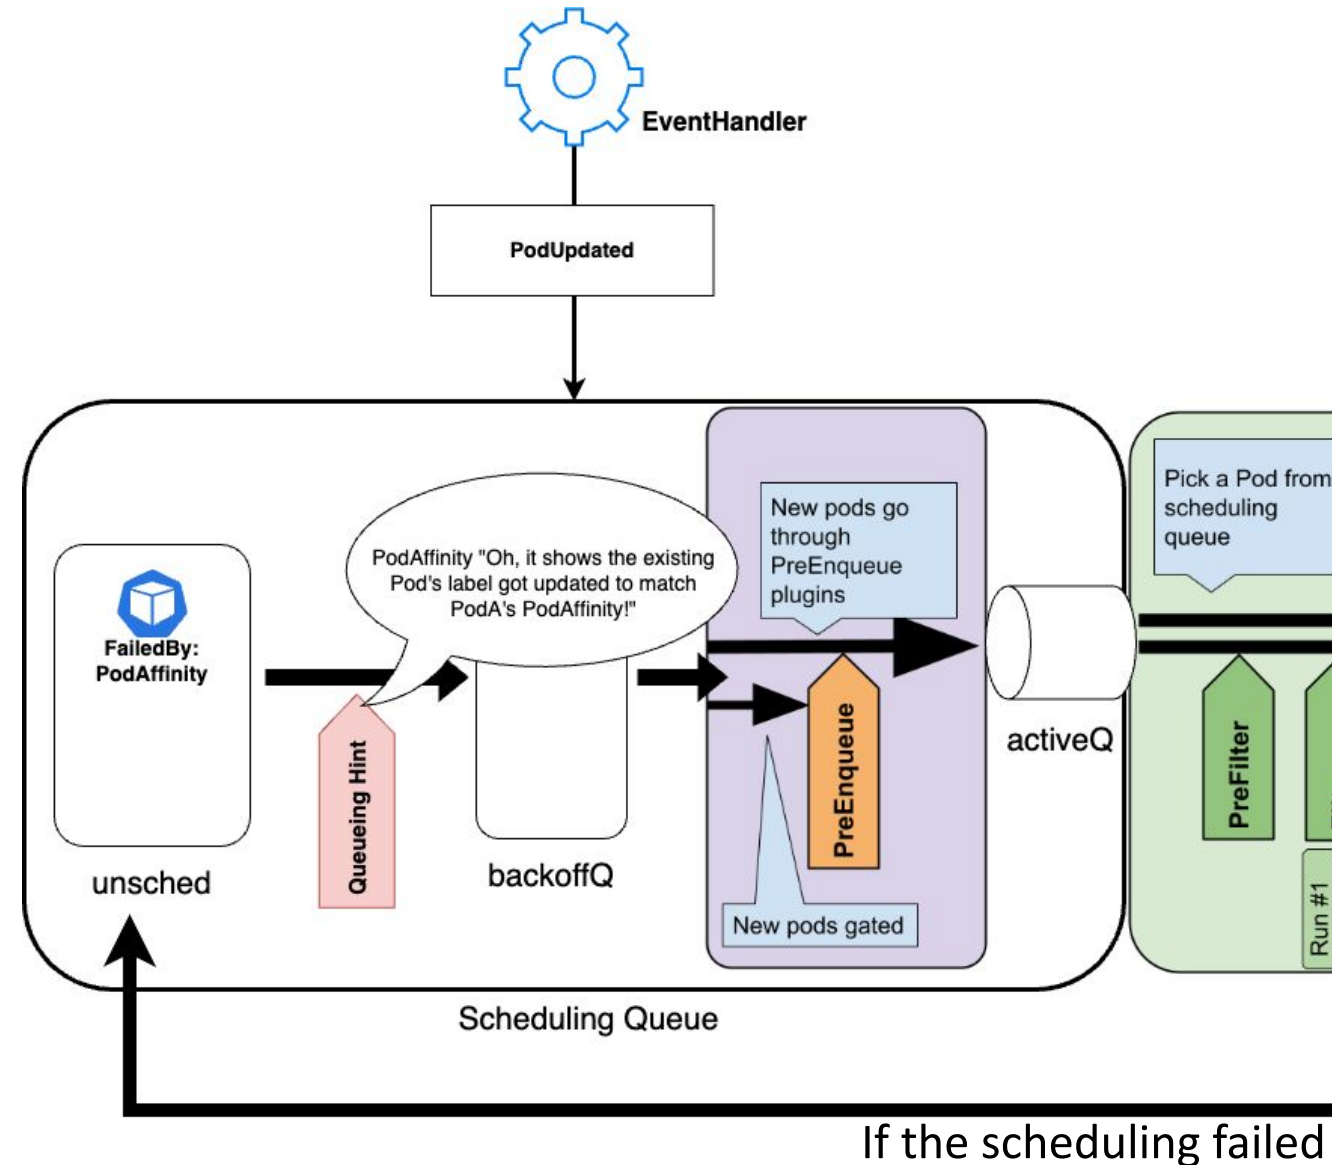 EventHandler
PodUpdated
PodAffinity "Oh, it shows the existing
Pod's label got updated to match
PodA's PodAffinity!"
New pods go
through
PreEnqueue
plugins
Pick a Pod from
scheduling
queue
FailedBy:
PodAffinity
unsched
Queueing Hint
backoffQ
PreEnqueue
New pods gated
activeQ
PreFilter
Run #1
Scheduling Queue
If the scheduling failed